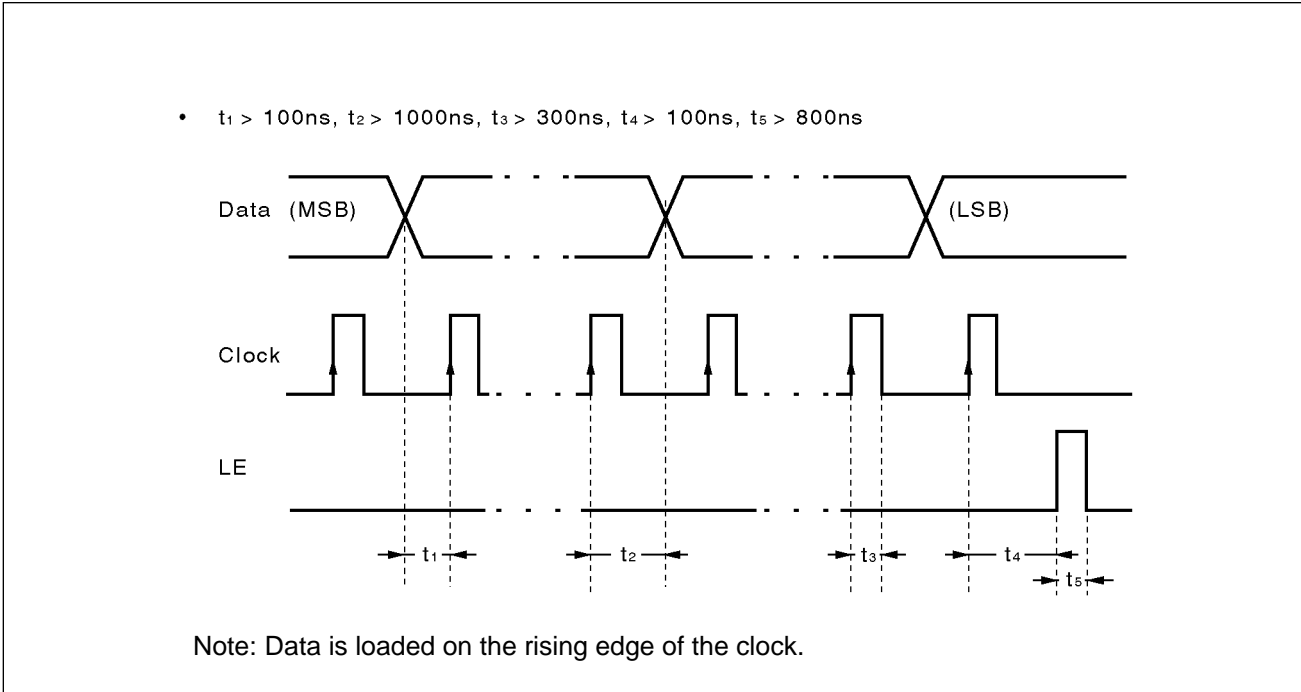 • t₁ > 100ns, t₂ > 1000ns, t₃ > 300ns, t₄ > 100ns, t₅ > 800ns
Data (MSB) (LSB)
Clock
LE
t₁ t₂ t₃ t₄
t₅
Note: Data is loaded on the rising edge of the clock.